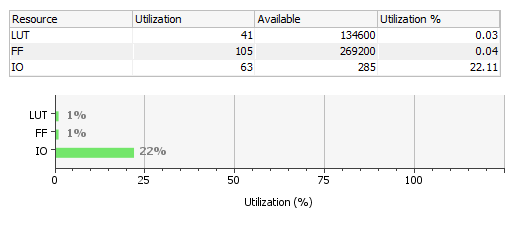 Resource Utilization Available Utilization %
LUT 41 134600 0.03
FF 105 269200 0.04
IO 63 285 22.11
LUT 1%
FF 1%
IO 22%
0 25 50 75 100
Utilization (%)